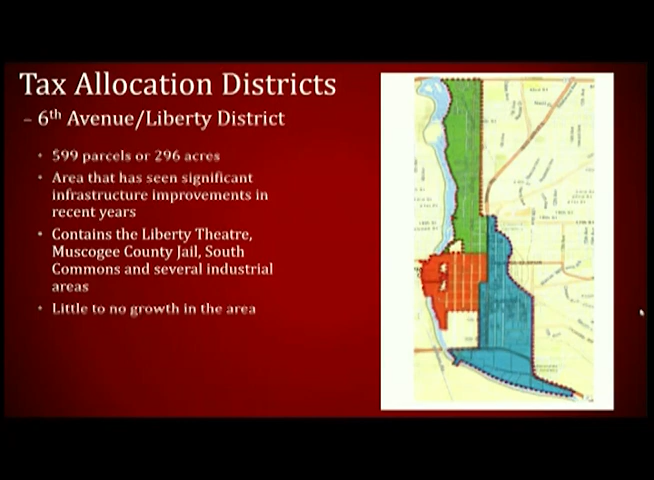 Tax Allocation Districts
– 6th Avenue/Liberty District
• 599 parcels or 296 acres
• Area that has seen significant
infrastructure improvements in
recent years
• Contains the Liberty Theatre,
Muscogee County Jail, South
Commons and several industrial
areas
• Little to no growth in the area